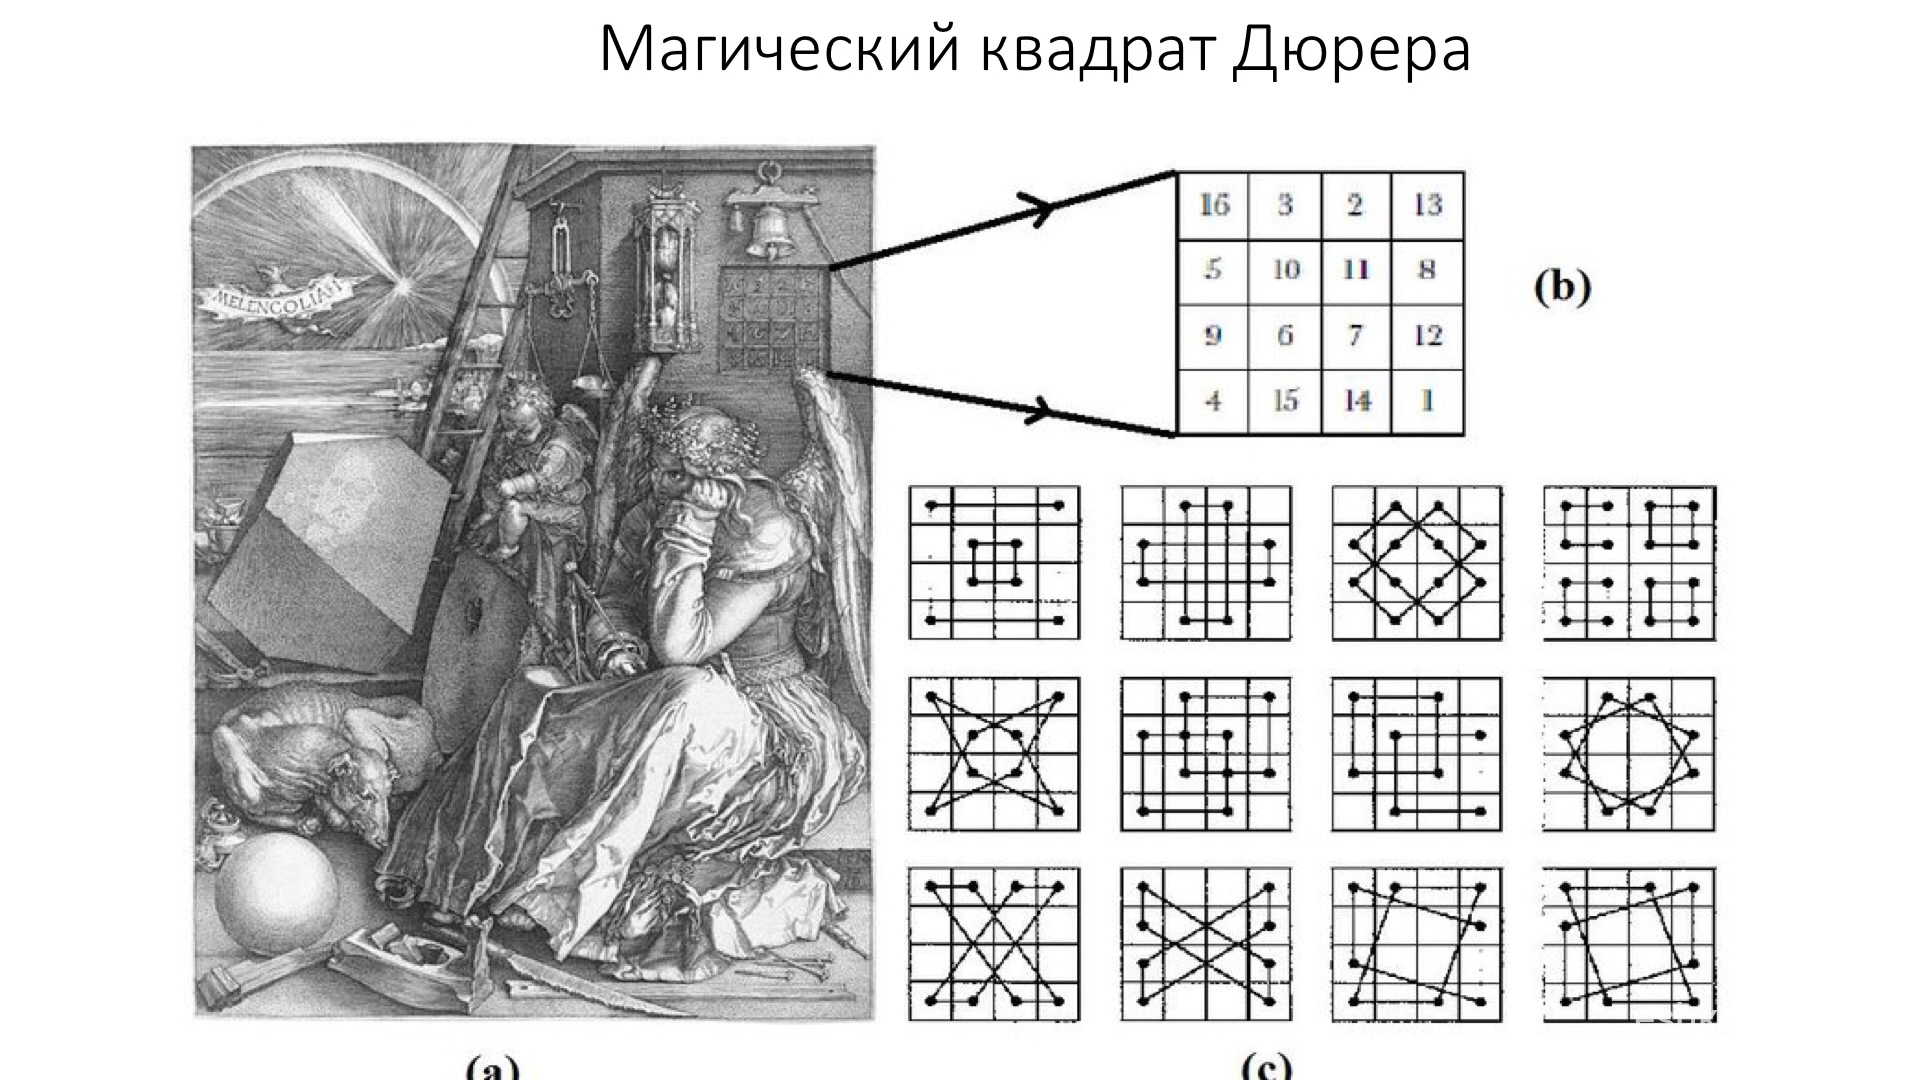 Магический квадрат Дюрера
MELENCOLIA I
16 3 2 13
5 10 11 8
9 6 7 12
4 15 14 1
(b)
(a)
(c)